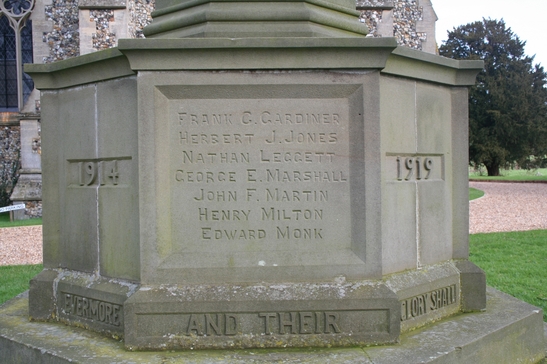 FRANK G. GARDINER
HERBERT J. JONES
NATHAN LEGGETT
GEORGE E. MARSHALL
JOHN F. MARTIN
HENRY MILTON
EDWARD MONK
1914
1919
EVERMORE
AND THEIR
GLORY SHALL